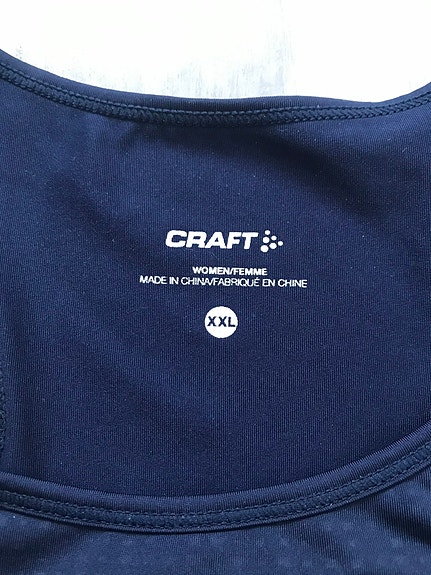 CRAFT
WOMEN/FEMME
MADE IN CHINA/FABRIQUÉ EN CHINE
XXL